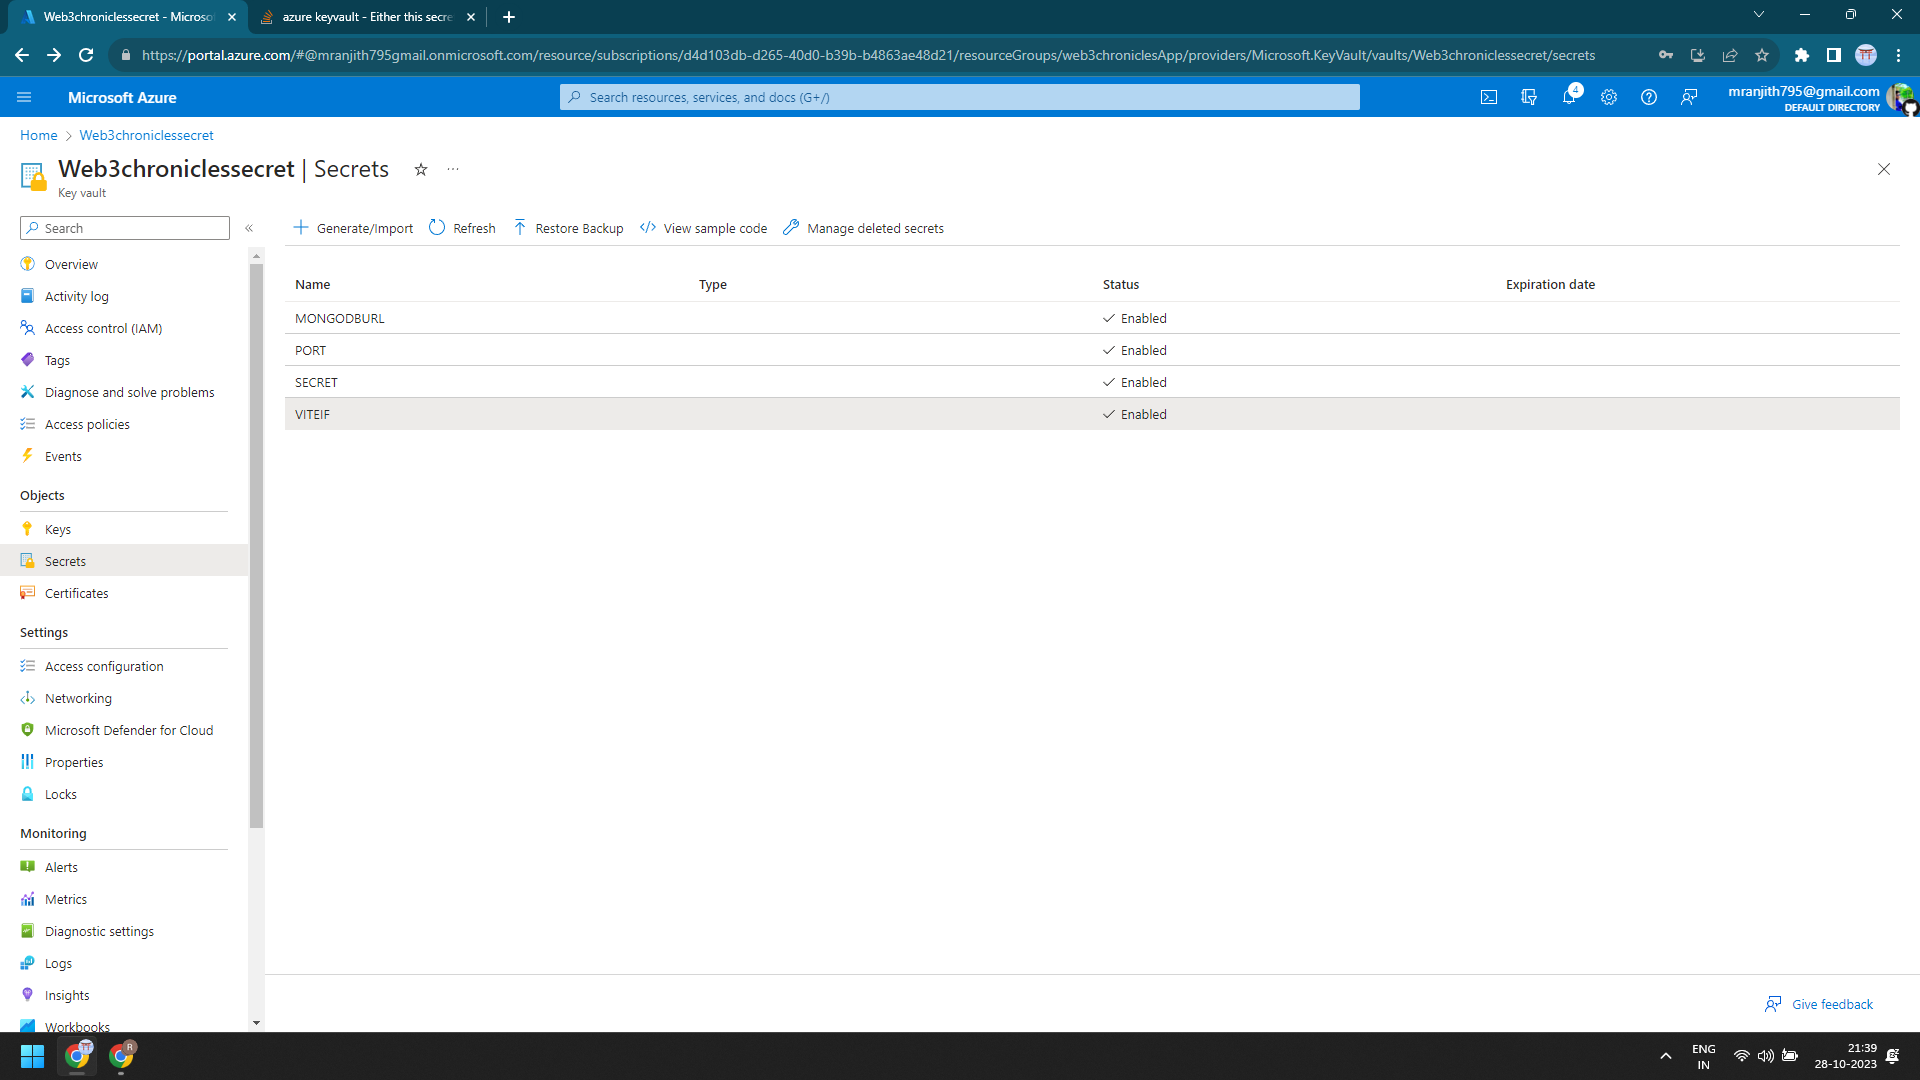 Web3chroniclessecret - Microso
azure keyvault - Either this secre
https://portal.azure.com/#@mranjith795gmail.onmicrosoft.com/resource/subscriptions/d4d103db-d265-40d0-b39b-b4863ae48d21/resourceGroups/web3chroniclesApp/providers/Microsoft.KeyVault/vaults/Web3chroniclessecret/secrets
Microsoft Azure
Search resources, services, and docs (G+/)
4
mranjith795@gmail.com
DEFAULT DIRECTORY
Home > Web3chroniclessecret
Web3chroniclessecret | Secrets
Key vault
Search
Generate/Import
Refresh
Restore Backup
View sample code
Manage deleted secrets
Overview
Activity log
Access control (IAM)
Tags
Diagnose and solve problems
Access policies
Events
Objects
Keys
Secrets
Certificates
Settings
Access configuration
Networking
Microsoft Defender for Cloud
Properties
Locks
Monitoring
Alerts
Metrics
Diagnostic settings
Logs
Insights
Workbooks
Name Type Status Expiration date
MONGODBURL Enabled
PORT Enabled
SECRET Enabled
VITEIF Enabled
Give feedback
R
ENG
IN
21:39
28-10-2023